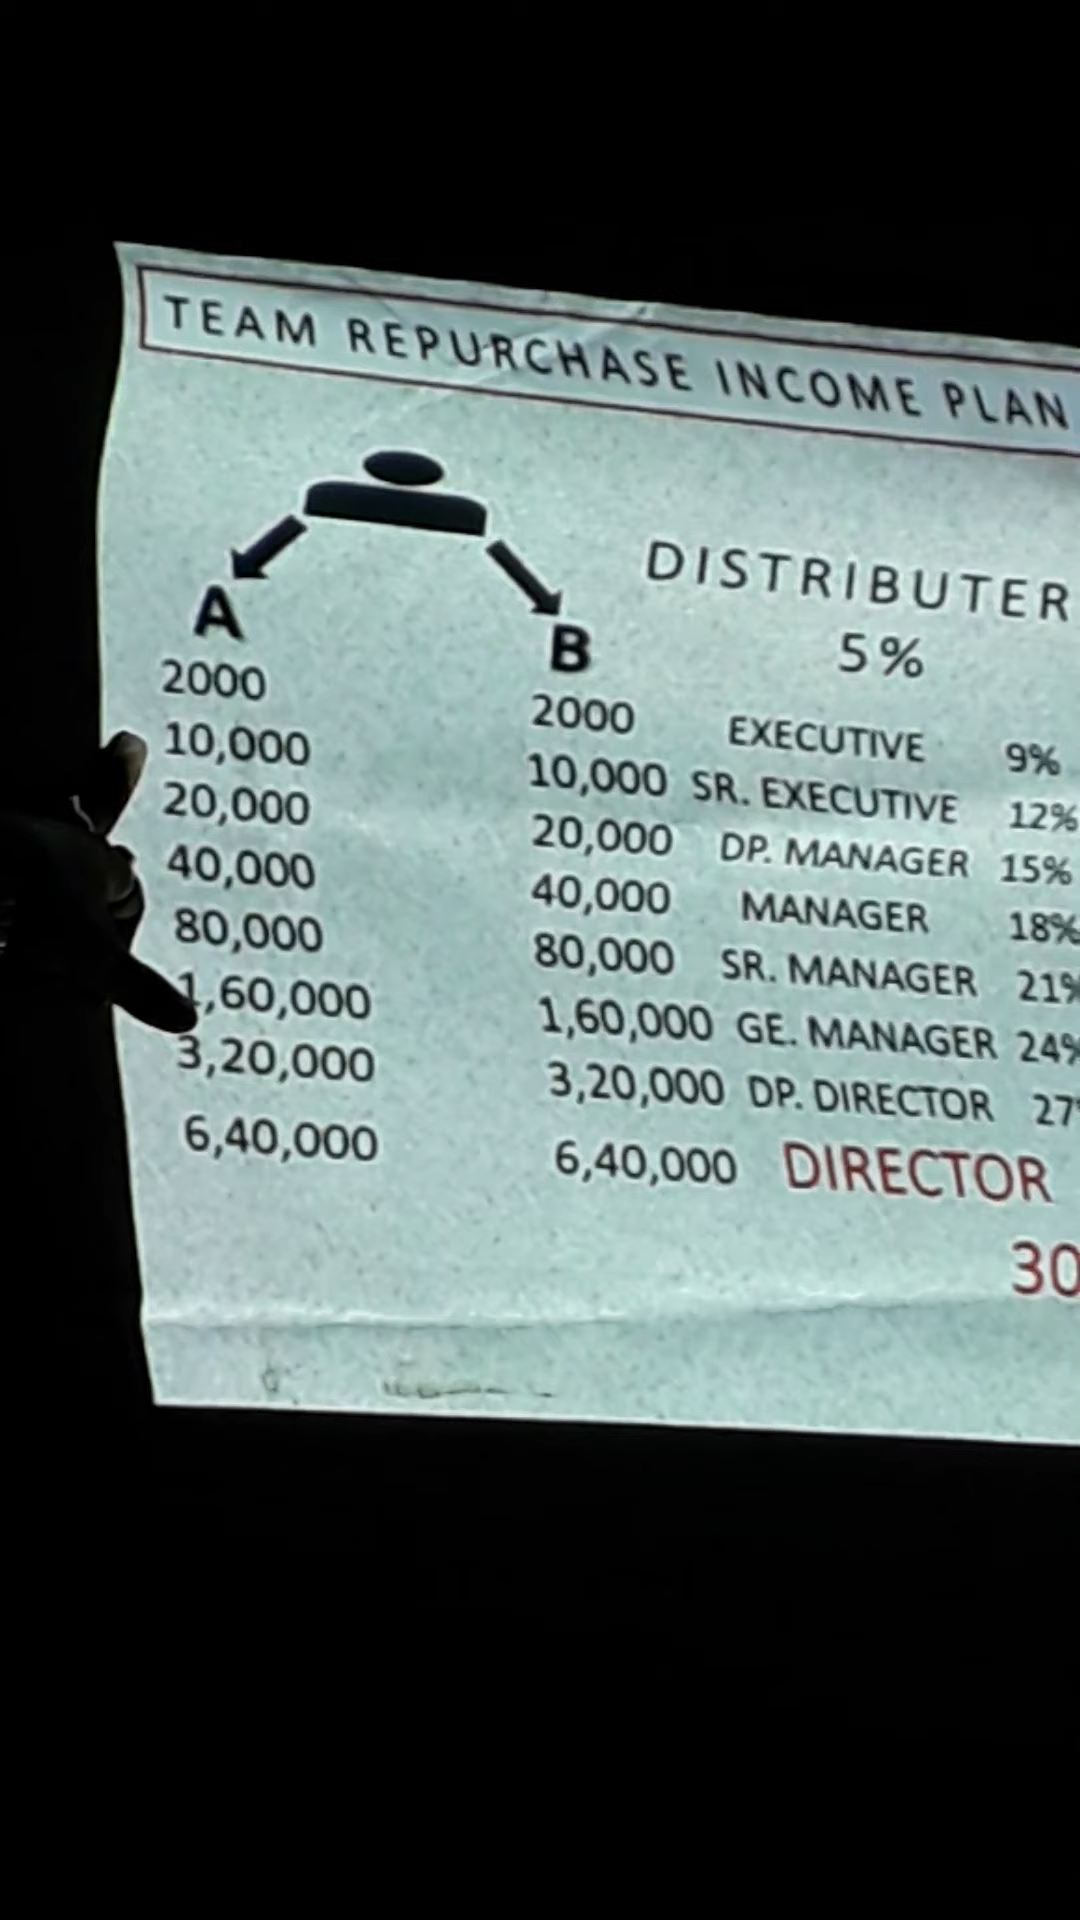 TEAM REPURCHASE INCOME PLAN
DISTRIBUTER
5%
A B
2000 2000 EXECUTIVE 9%
10,000 10,000 SR. EXECUTIVE 12%
20,000 20,000 DP. MANAGER 15%
40,000 40,000 MANAGER 18%
80,000 80,000 SR. MANAGER 21%
1,60,000 1,60,000 GE. MANAGER 24%
3,20,000 3,20,000 DP. DIRECTOR 27
6,40,000 6,40,000 DIRECTOR
30